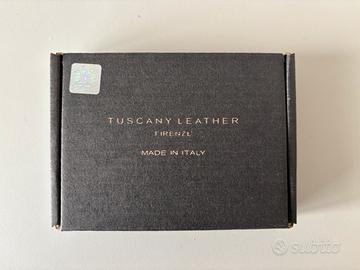 TUSCANY LEATHER
FIRENZE
MADE IN ITALY
subito